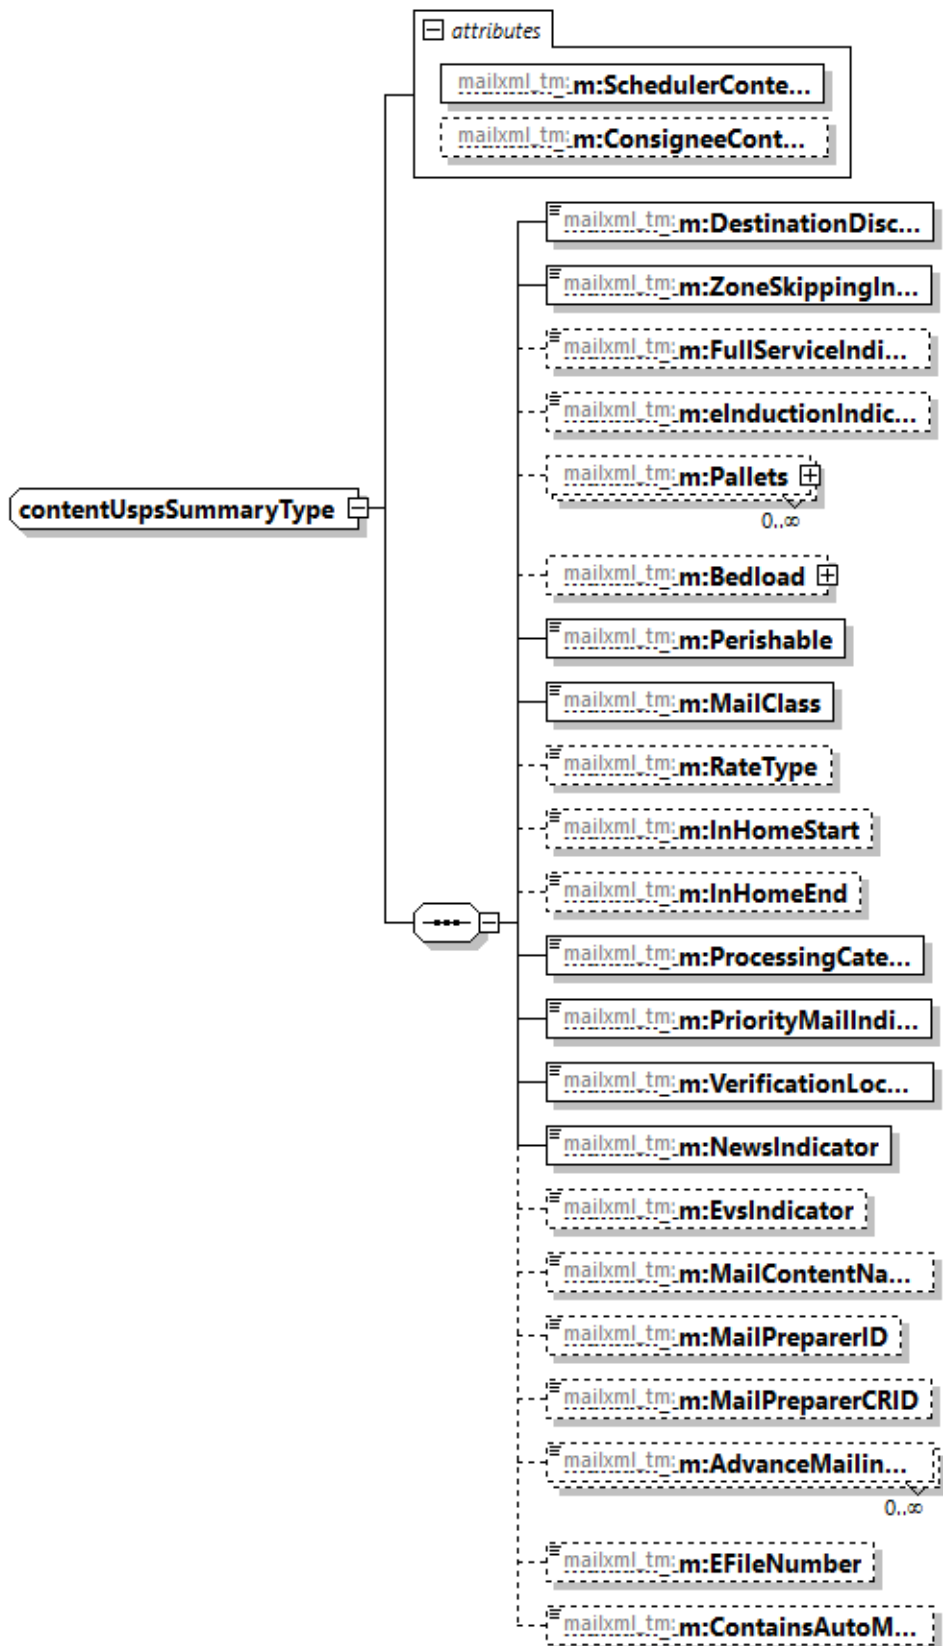 attributes
mailxml_tm:m:SchedulerConte...
mailxml_tm:m:ConsigneeCont...
mailxml_tm:m:DestinationDisc...
mailxml_tm:m:ZoneSkippingIn...
mailxml_tm:m:FullServiceIndi...
mailxml_tm:m:eInductionIndic...
mailxml_tm:m:Pallets
0..∞
contentUspsSummaryType
mailxml_tm:m:Bedload
mailxml_tm:m:Perishable
mailxml_tm:m:MailClass
mailxml_tm:m:RateType
mailxml_tm:m:InHomeStart
mailxml_tm:m:InHomeEnd
mailxml_tm:m:ProcessingCate...
mailxml_tm:m:PriorityMailIndi...
mailxml_tm:m:VerificationLoc...
mailxml_tm:m:NewsIndicator
mailxml_tm:m:EvsIndicator
mailxml_tm:m:MailContentNa...
mailxml_tm:m:MailPreparerID
mailxml_tm:m:MailPreparerCRID
mailxml_tm:m:AdvanceMailin...
0..∞
mailxml_tm:m:EFileNumber
mailxml_tm:m:ContainsAutoM...